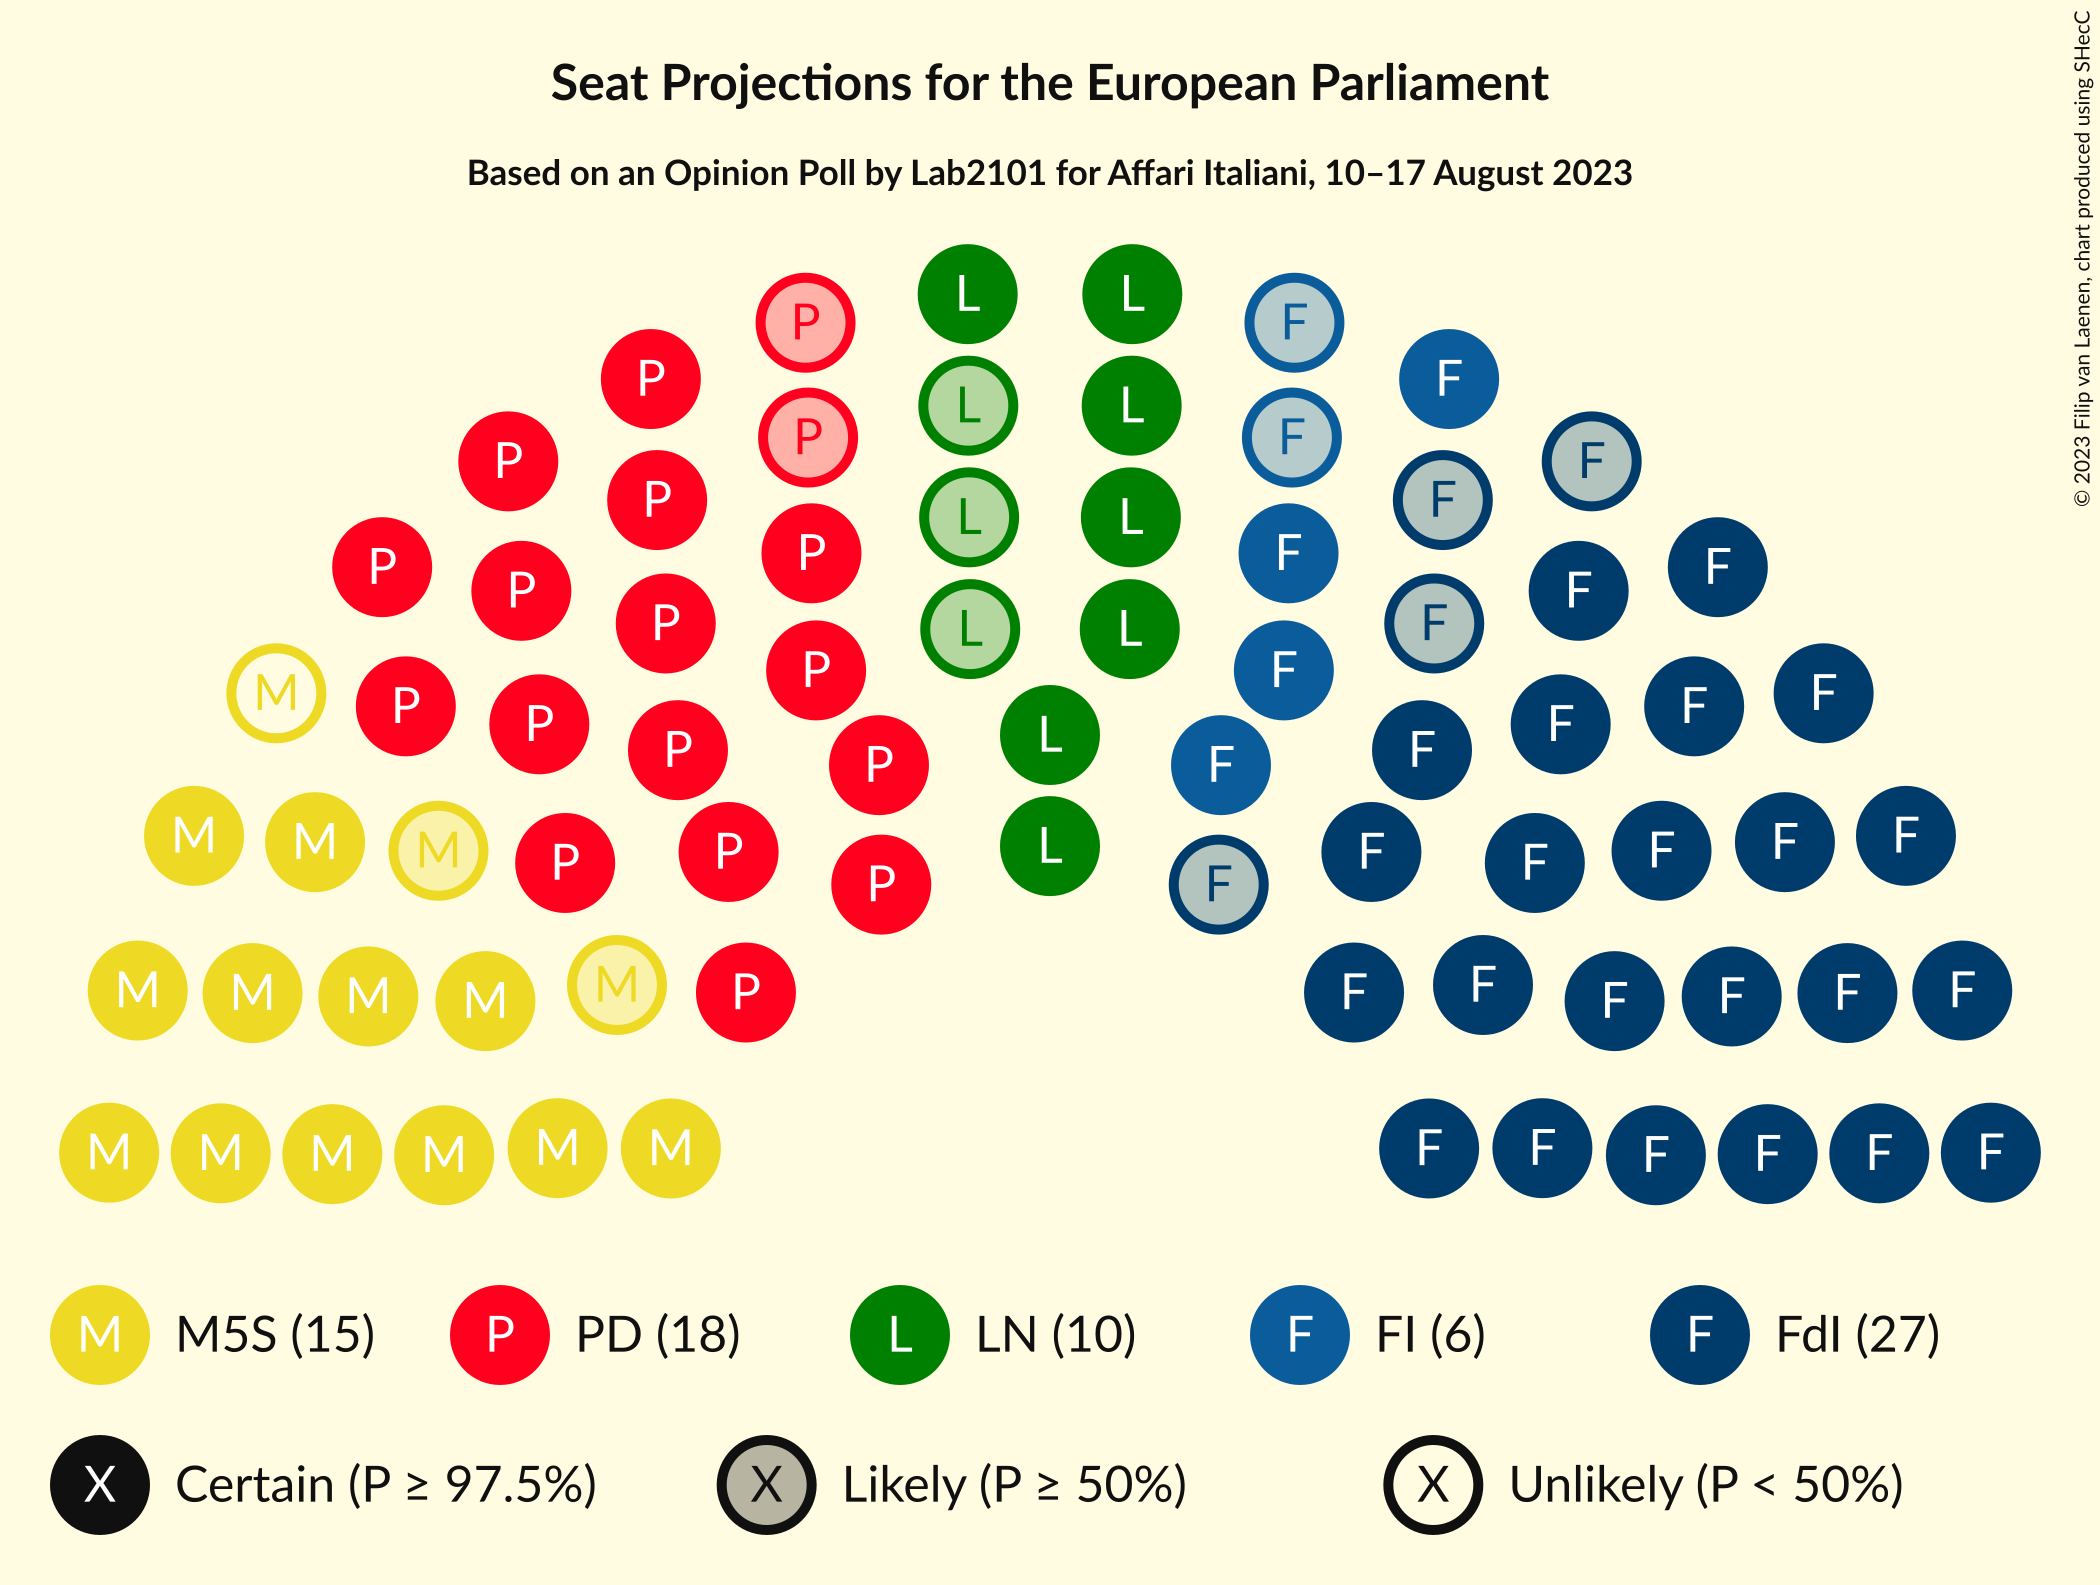 Seat Projections for the European Parliament
Based on an Opinion Poll by Lab2101 for Affari Italiani, 10–17 August 2023
© 2023 Filip van Laenen, chart produced using SHecC
L L
P F
P F
L L
P F
P F
P F
P F
L L
P F
P F
P F
P F
L L
P F
M F
P F
P F
L
P F
P F
M M F F
L
M P P F F F
P F
M M M M M P F F F F F F
M M M M M M F F F F F F
M M5S (15) P PD (18) L LN (10) F FI (6) F FdI (27)
X Certain (P ≥ 97.5%) X Likely (P ≥ 50%) X Unlikely (P < 50%)